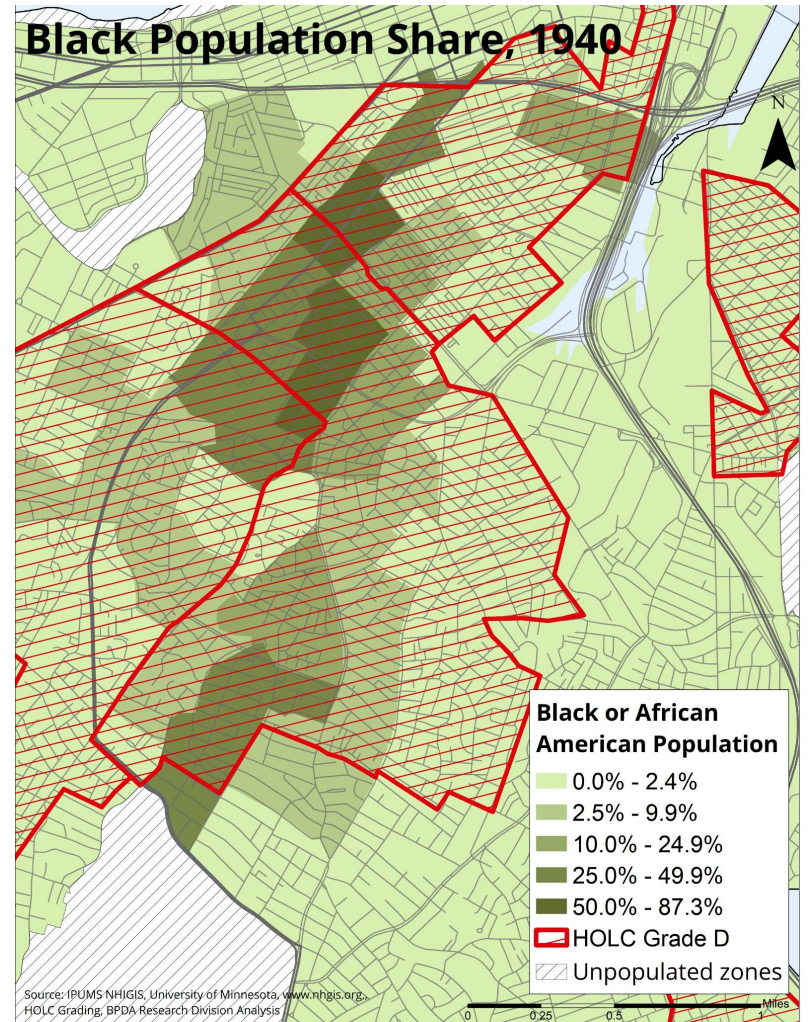 Black Population Share, 1940
N
Black or African
American Population
0.0% - 2.4%
2.5% - 9.9%
10.0% - 24.9%
25.0% - 49.9%
50.0% - 87.3%
HOLC Grade D
Unpopulated zones
Source: IPUMS NHIGIS, University of Minnesota, www.nhgis.org.,
HOLC Grading, BPDA Research Division Analysis
Miles
0 0.25 0.5 1